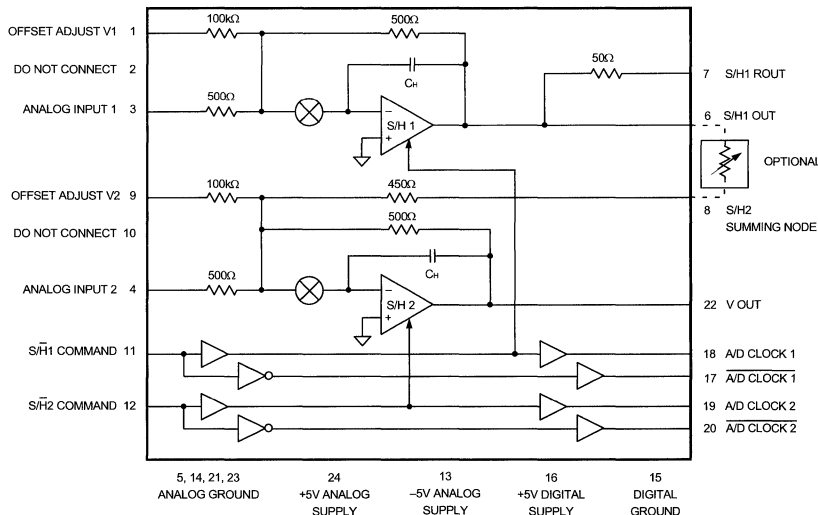 OFFSET ADJUST V1 1
100kΩ
500Ω
DO NOT CONNECT 2
CH
50Ω
7 S/H1 ROUT
ANALOG INPUT 1 3
500Ω
−
S/H 1
+
6 S/H1 OUT
OPTIONAL
OFFSET ADJUST V2 9
100kΩ
450Ω
8 S/H2
SUMMING NODE
DO NOT CONNECT 10
500Ω
CH
ANALOG INPUT 2 4
500Ω
−
S/H 2
+
22 V OUT
S/H̅1 COMMAND 11
18 A/D CLOCK 1
17 A/D CLOCK 1
S/H̅2 COMMAND 12
19 A/D CLOCK 2
20 A/D CLOCK 2
5, 14, 21, 23
ANALOG GROUND
24
+5V ANALOG
SUPPLY
13
−5V ANALOG
SUPPLY
16
+5V DIGITAL
SUPPLY
15
DIGITAL
GROUND